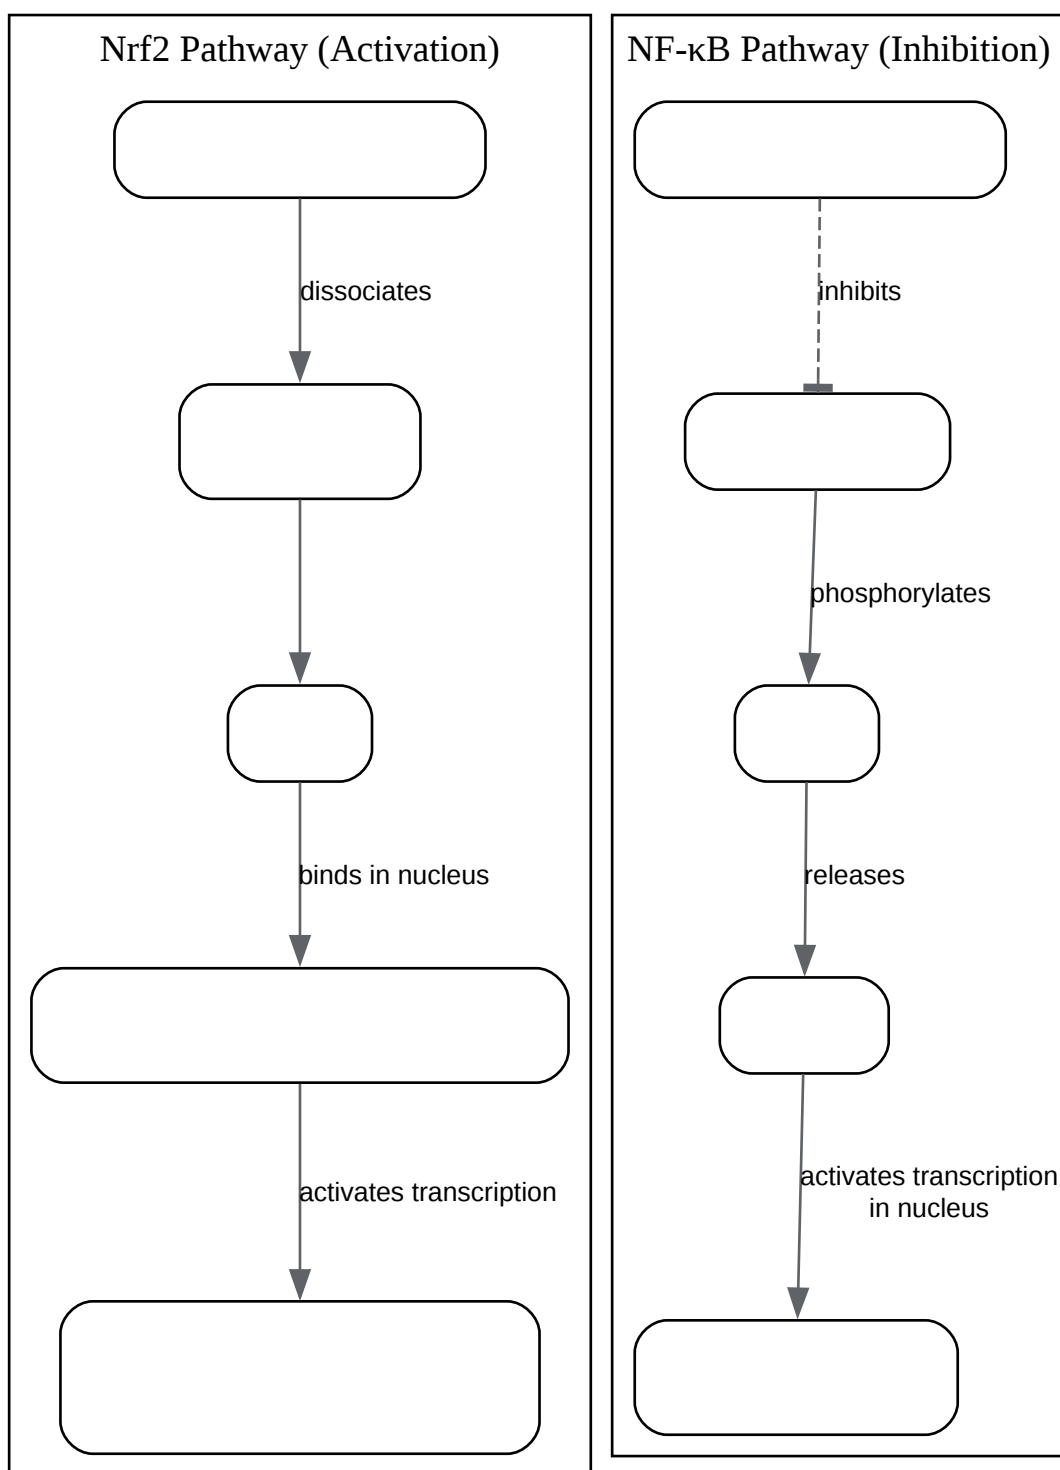 Nrf2 Pathway (Activation)
dissociates
binds in nucleus
activates transcription
NF-κB Pathway (Inhibition)
inhibits
phosphorylates
releases
activates transcription
in nucleus